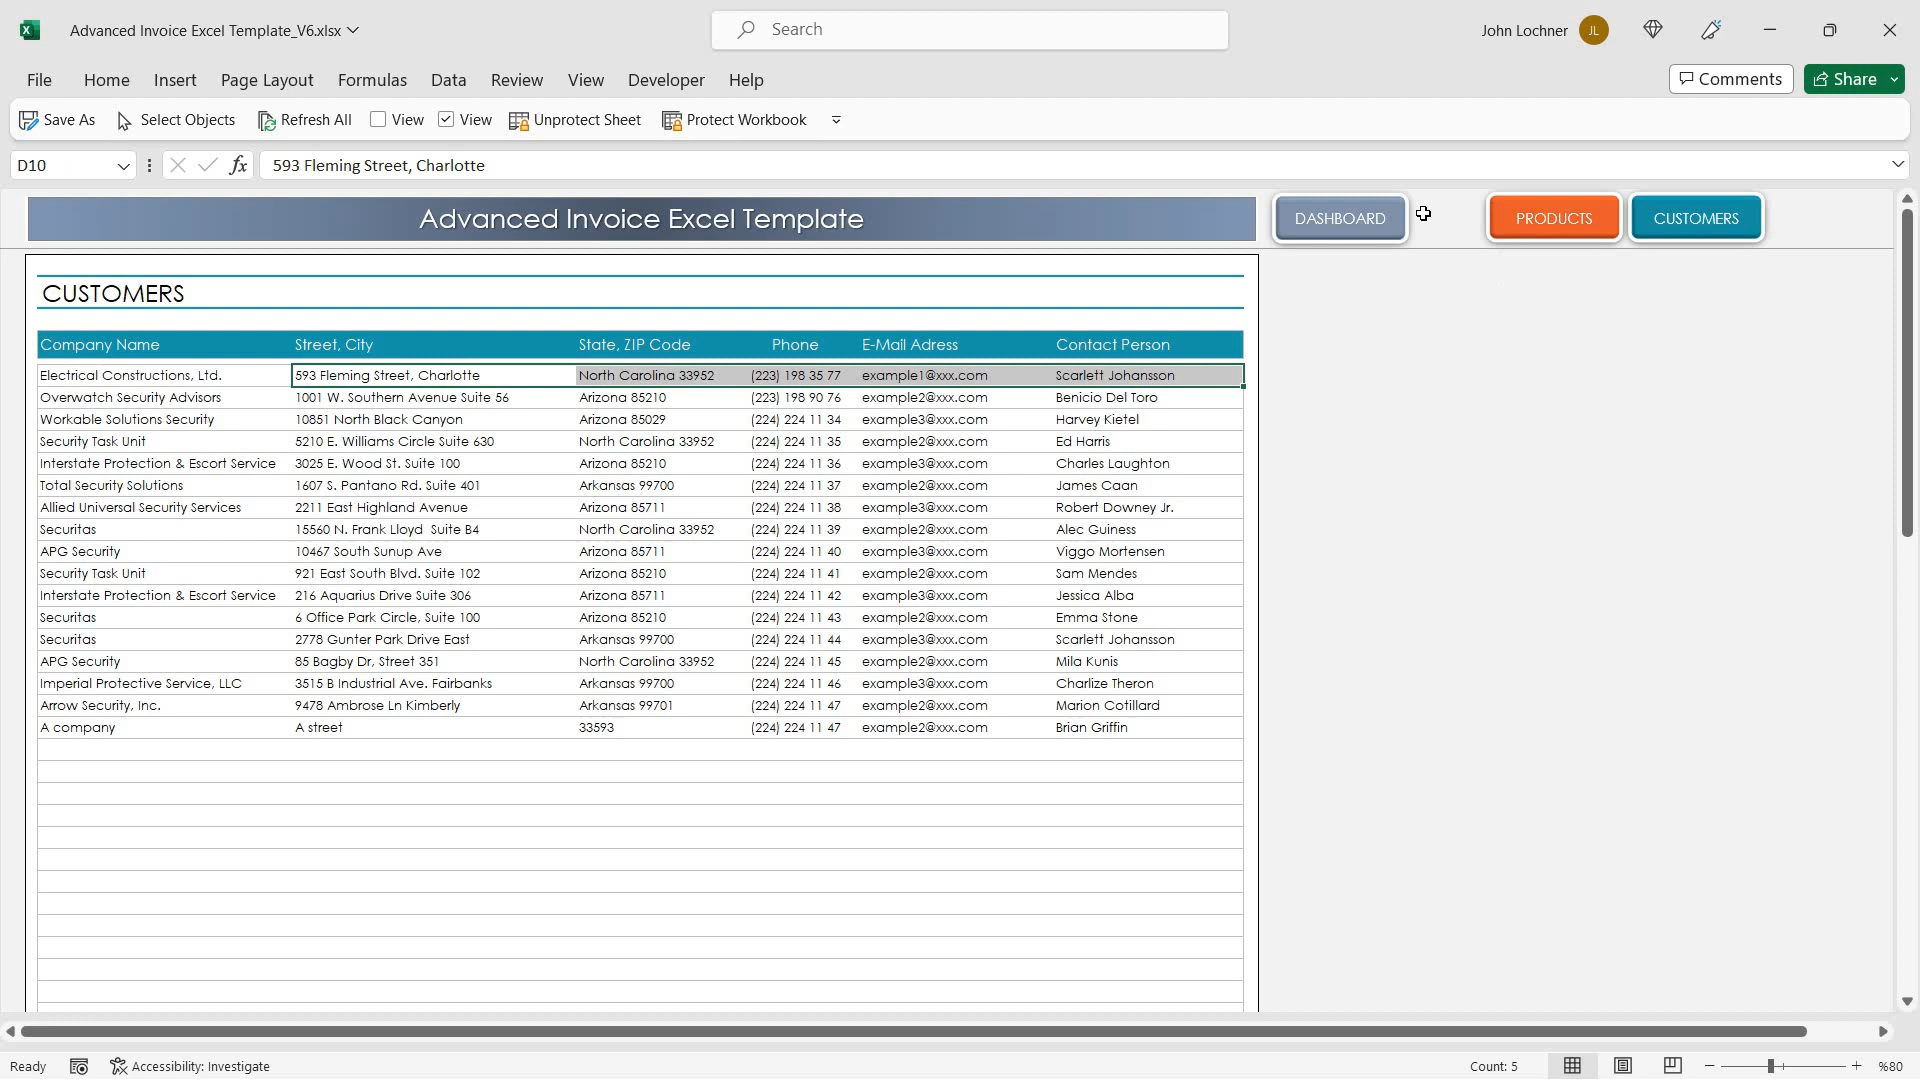 Advanced Invoice Excel Template_V6.xlsx
Search
John Lochner JL
File Home Insert Page Layout Formulas Data Review View Developer Help
Comments Share
Save As Select Objects Refresh All View View Unprotect Sheet Protect Workbook
D10 fx 593 Fleming Street, Charlotte
Advanced Invoice Excel Template
DASHBOARD PRODUCTS CUSTOMERS
CUSTOMERS
Company Name Street, City State, ZIP Code Phone E-Mail Adress Contact Person
Electrical Constructions, Ltd. 593 Fleming Street, Charlotte North Carolina 33952 (223) 198 35 77 example1@xxx.com Scarlett Johansson
Overwatch Security Advisors 1001 W. Southern Avenue Suite 56 Arizona 85210 (223) 198 90 76 example2@xxx.com Benicio Del Toro
Workable Solutions Security 10851 North Black Canyon Arizona 85029 (224) 224 11 34 example3@xxx.com Harvey Kietel
Security Task Unit 5210 E. Williams Circle Suite 630 North Carolina 33952 (224) 224 11 35 example2@xxx.com Ed Harris
Interstate Protection & Escort Service 3025 E. Wood St. Suite 100 Arizona 85210 (224) 224 11 36 example3@xxx.com Charles Laughton
Total Security Solutions 1607 S. Pantano Rd. Suite 401 Arkansas 99700 (224) 224 11 37 example2@xxx.com James Caan
Allied Universal Security Services 2211 East Highland Avenue Arizona 85711 (224) 224 11 38 example3@xxx.com Robert Downey Jr.
Securitas 15560 N. Frank Lloyd Suite B4 North Carolina 33952 (224) 224 11 39 example2@xxx.com Alec Guiness
APG Security 10467 South Sunup Ave Arizona 85711 (224) 224 11 40 example3@xxx.com Viggo Mortensen
Security Task Unit 921 East South Blvd. Suite 102 Arizona 85210 (224) 224 11 41 example2@xxx.com Sam Mendes
Interstate Protection & Escort Service 216 Aquarius Drive Suite 306 Arizona 85711 (224) 224 11 42 example3@xxx.com Jessica Alba
Securitas 6 Office Park Circle, Suite 100 Arizona 85210 (224) 224 11 43 example2@xxx.com Emma Stone
Securitas 2778 Gunter Park Drive East Arkansas 99700 (224) 224 11 44 example3@xxx.com Scarlett Johansson
APG Security 85 Bagby Dr, Street 351 North Carolina 33952 (224) 224 11 45 example2@xxx.com Mila Kunis
Imperial Protective Service, LLC 3515 B Industrial Ave. Fairbanks Arkansas 99700 (224) 224 11 46 example3@xxx.com Charlize Theron
Arrow Security, Inc. 9478 Ambrose Ln Kimberly Arkansas 99701 (224) 224 11 47 example2@xxx.com Marion Cotillard
A company A street 33593 (224) 224 11 47 example2@xxx.com Brian Griffin
Ready Accessibility: Investigate Count: 5 %80